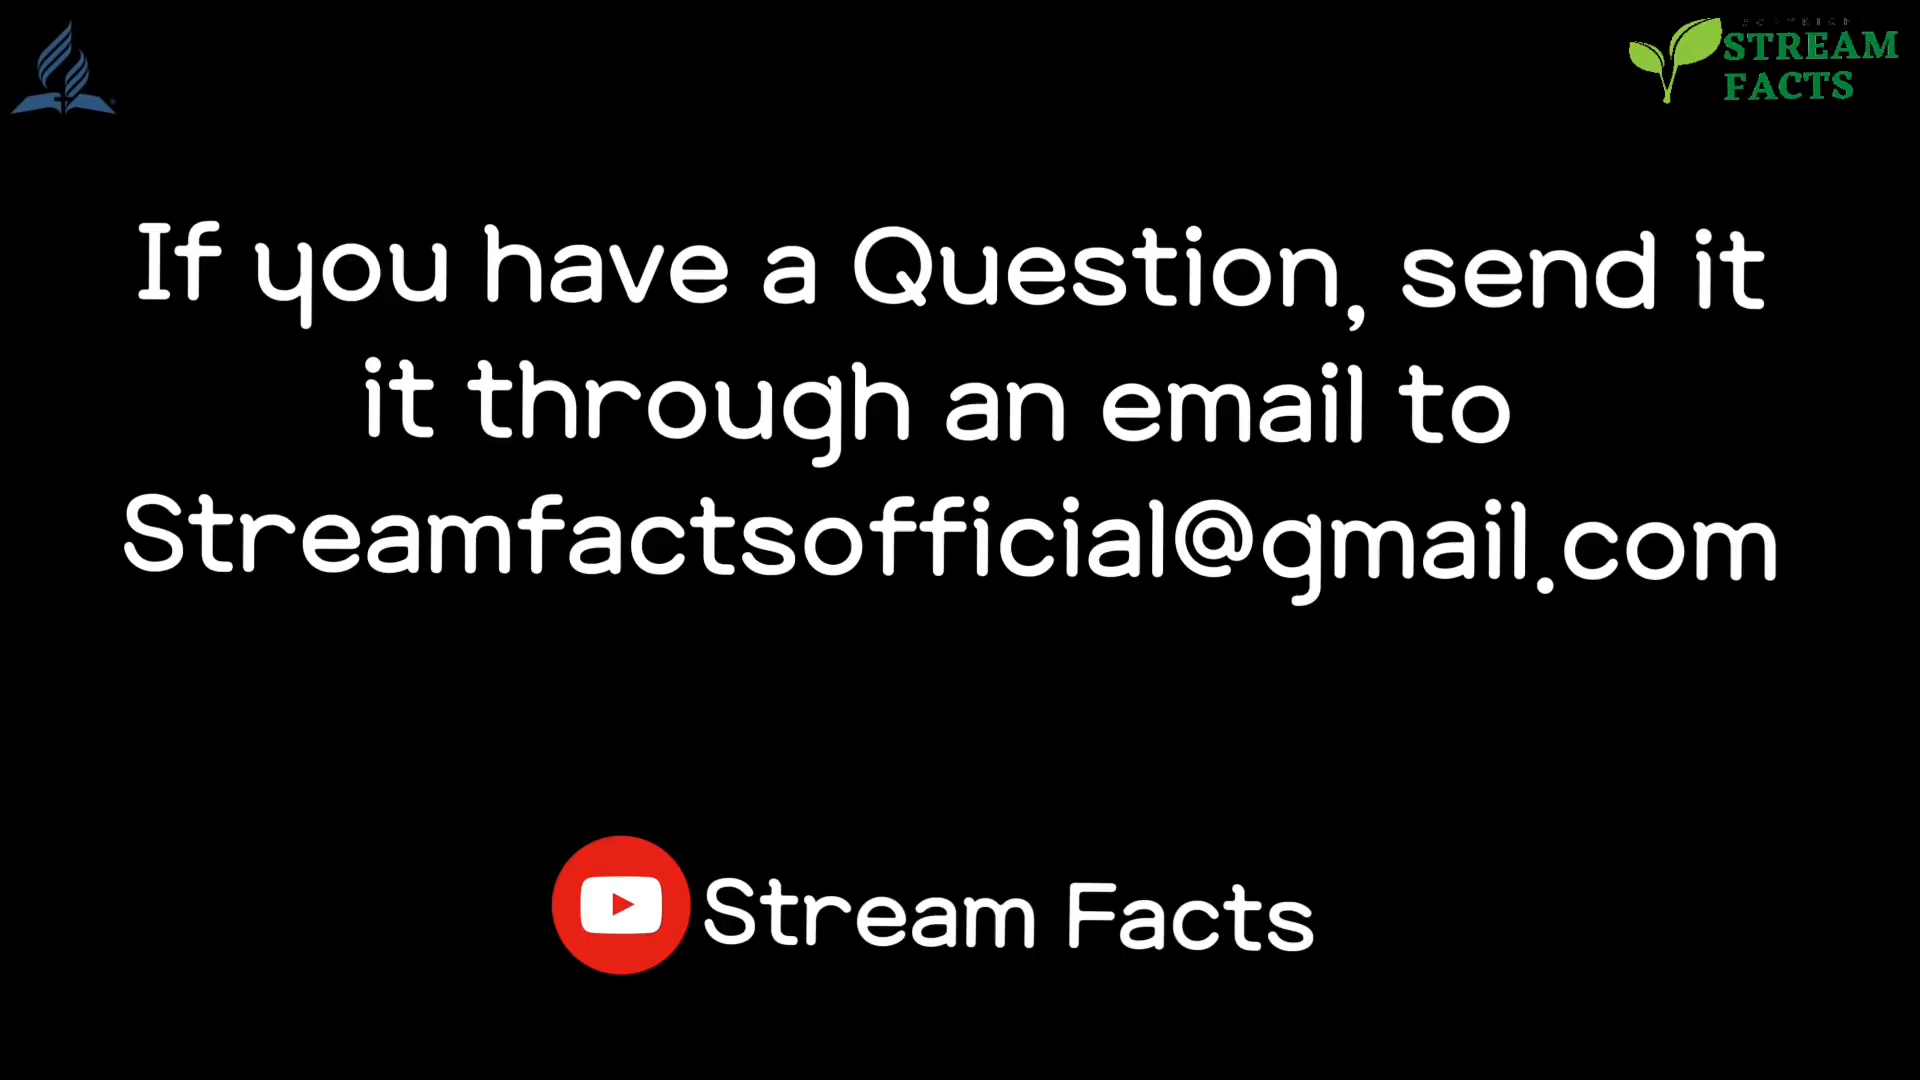 STREAM
FACTS
If you have a Question, send it
it through an email to
Streamfactsofficial@gmail.com
Stream Facts